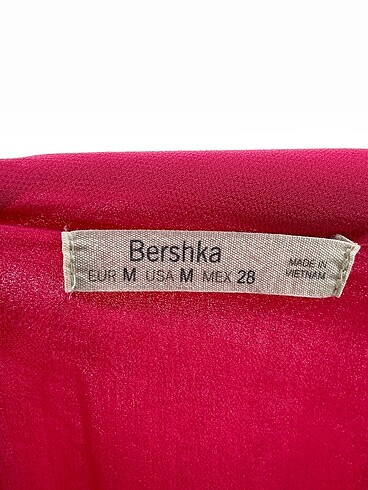 Bershka
EUR M USA M MEX 28
MADE IN
VIETNAM